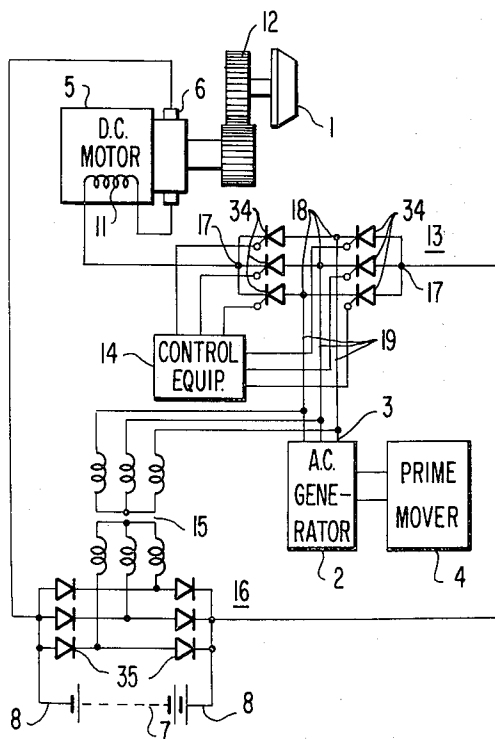 12
5
6
D.C.
MOTOR
1
11
34
18
34
17
13
17
14
CONTROL
EQUIP.
19
3
A.C.
GENE-
RATOR
PRIME
MOVER
15
2
4
16
35
8
7
8